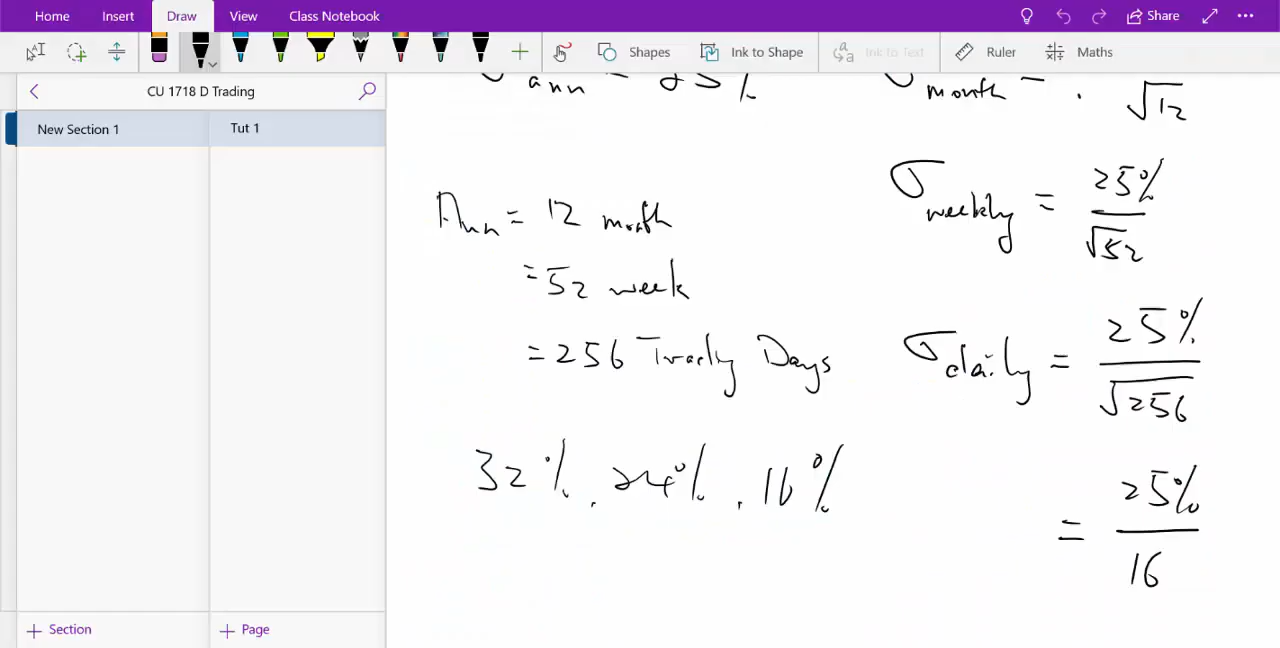 Home Insert Draw View Class Notebook Share
Shapes Ink to Shape Ink to Text Ruler Maths
CU 1718 D Trading
New Section 1 Tut 1
σ ann = 25% σ month = √12
Ann = 12 month
= 52 week
= 256 Trading Days
σ weekly = 25% / √52
σ daily = 25% / √256
32% . 24% . 16%
= 25% / 16
+ Section + Page